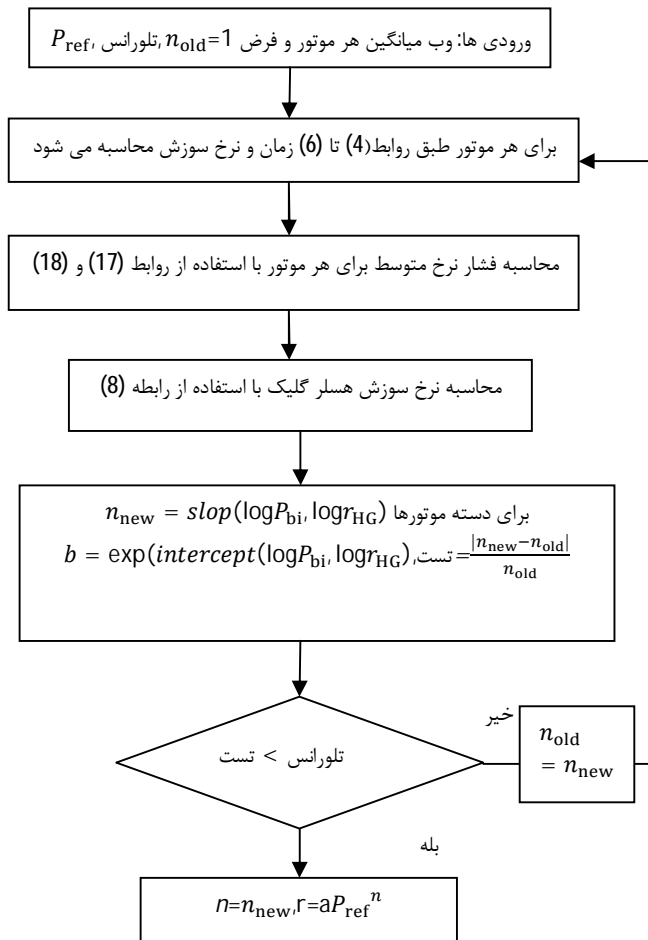 ورودی ها: وب میانگین هر موتور و فرض n_old=1,تلورانس, P_ref
برای هر موتور طبق روابط(4) تا (6) زمان و نرخ سوزش محاسبه می شود
محاسبه فشار نرخ متوسط برای هر موتور با استفاده از روابط (17) و (18)
محاسبه نرخ سوزش هسلر گلیک با استفاده از رابطه (8)
برای دسته موتورها n_new = slop(logP_bi, logr_HG)
b = exp(intercept(logP_bi, logr_HG), تست=|n_new−n_old|/n_old
تلورانس > تست
خیر
n_old
= n_new
بله
n=n_new,r=aP_ref^n